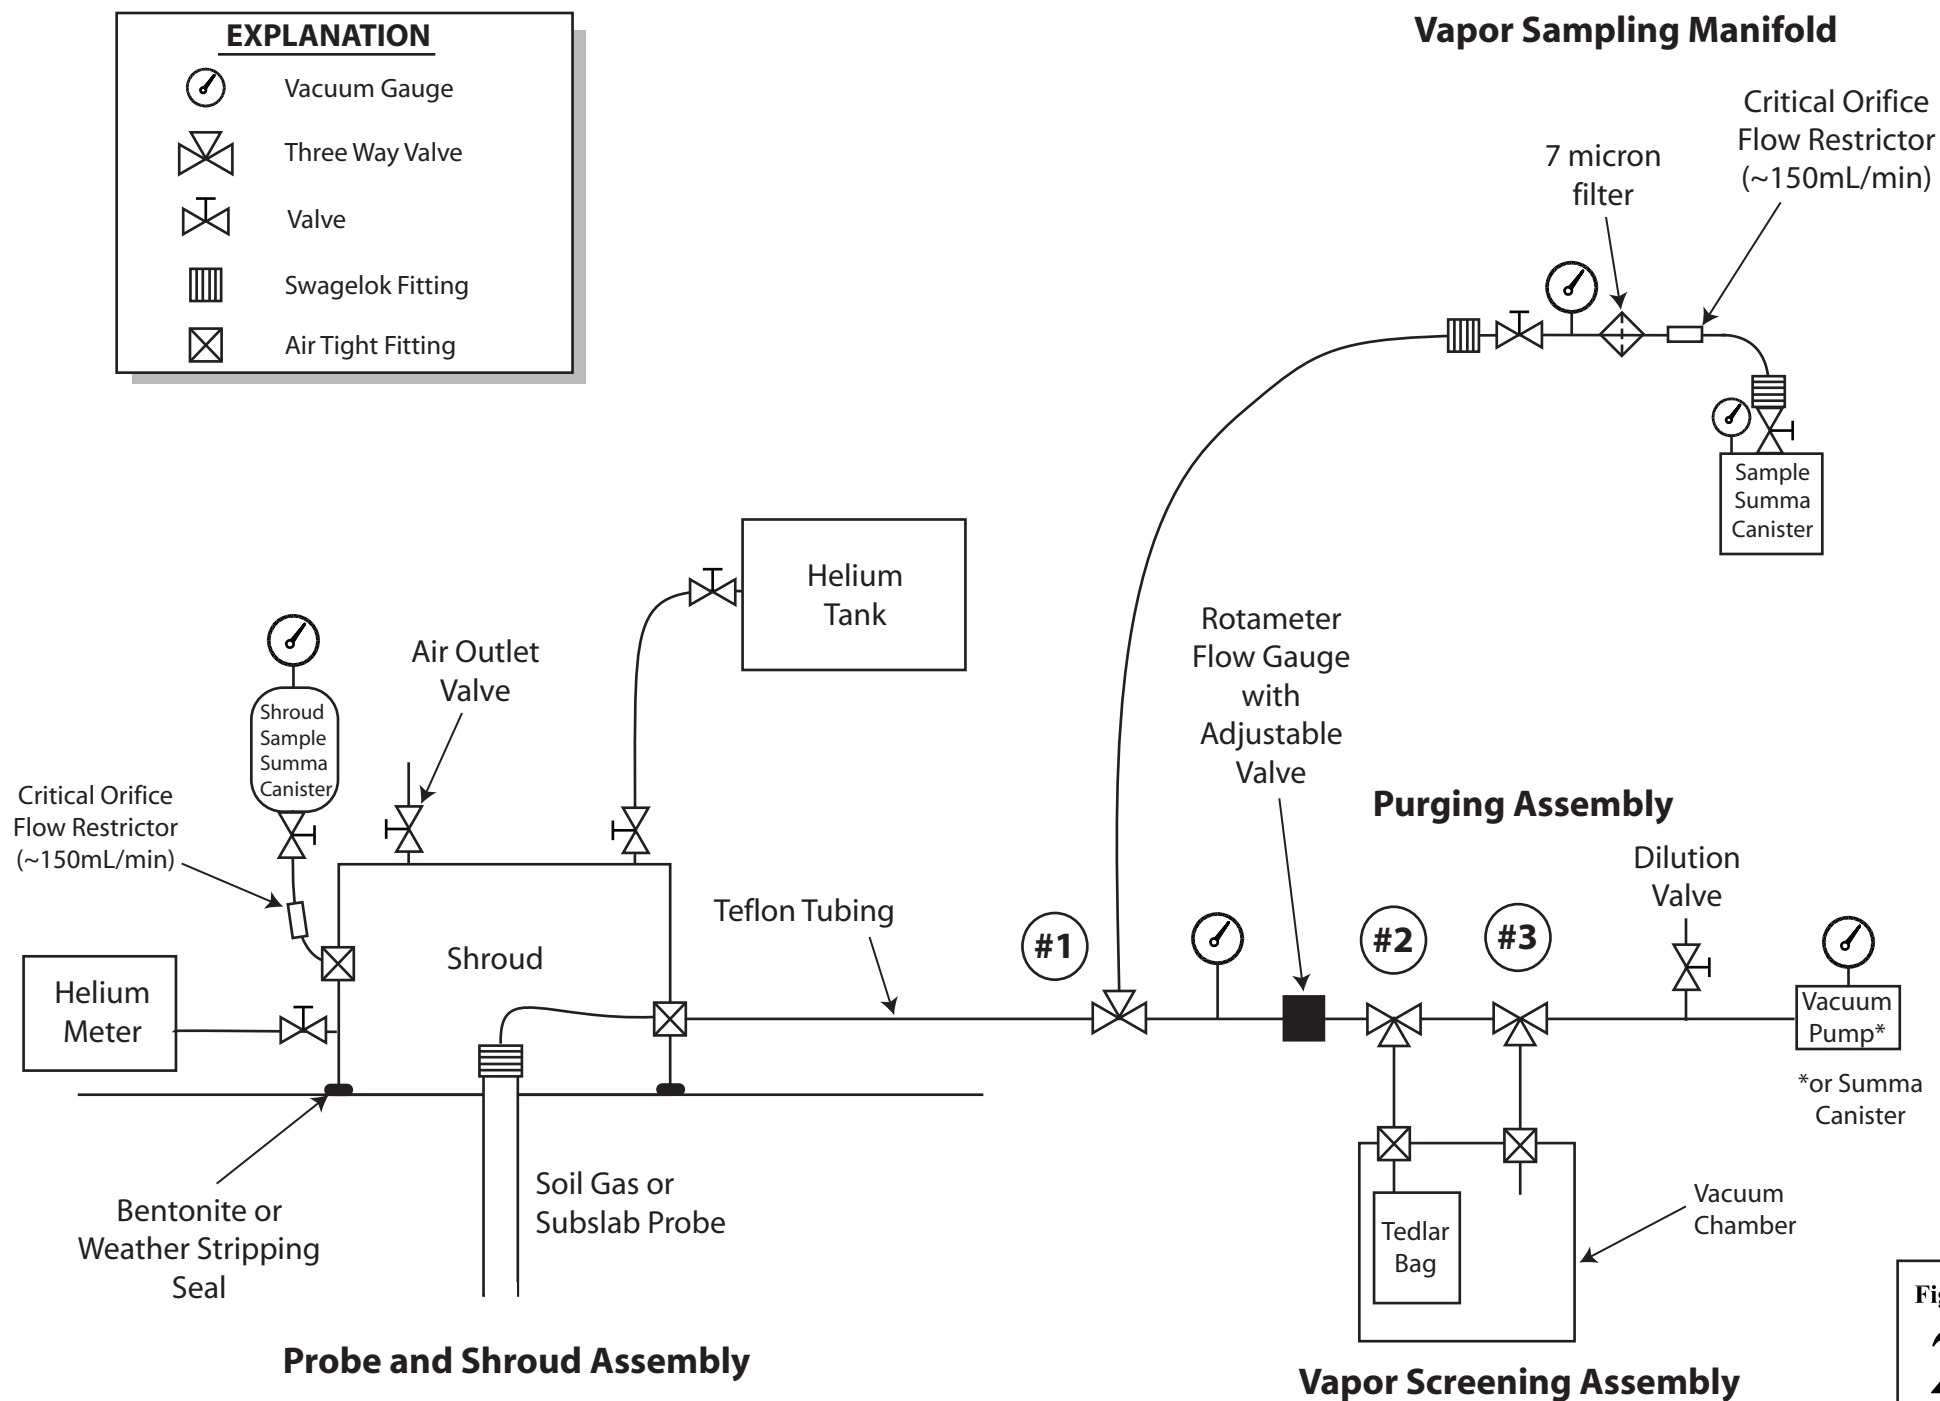 EXPLANATION
Vacuum Gauge
Three Way Valve
Valve
Swagelok Fitting
Air Tight Fitting
Vapor Sampling Manifold
Critical Orifice
Flow Restrictor
(~150mL/min)
7 micron
filter
Sample
Summa
Canister
Helium
Tank
Air Outlet
Valve
Shroud
Sample
Summa
Canister
Critical Orifice
Flow Restrictor
(~150mL/min)
Rotameter
Flow Gauge
with
Adjustable
Valve
Purging Assembly
Dilution
Valve
Teflon Tubing
#1
#2
#3
Shroud
Helium
Meter
Vacuum
Pump*
*or Summa
Canister
Bentonite or
Weather Stripping
Seal
Soil Gas or
Subslab Probe
Tedlar
Bag
Vacuum
Chamber
Probe and Shroud Assembly
Vapor Screening Assembly